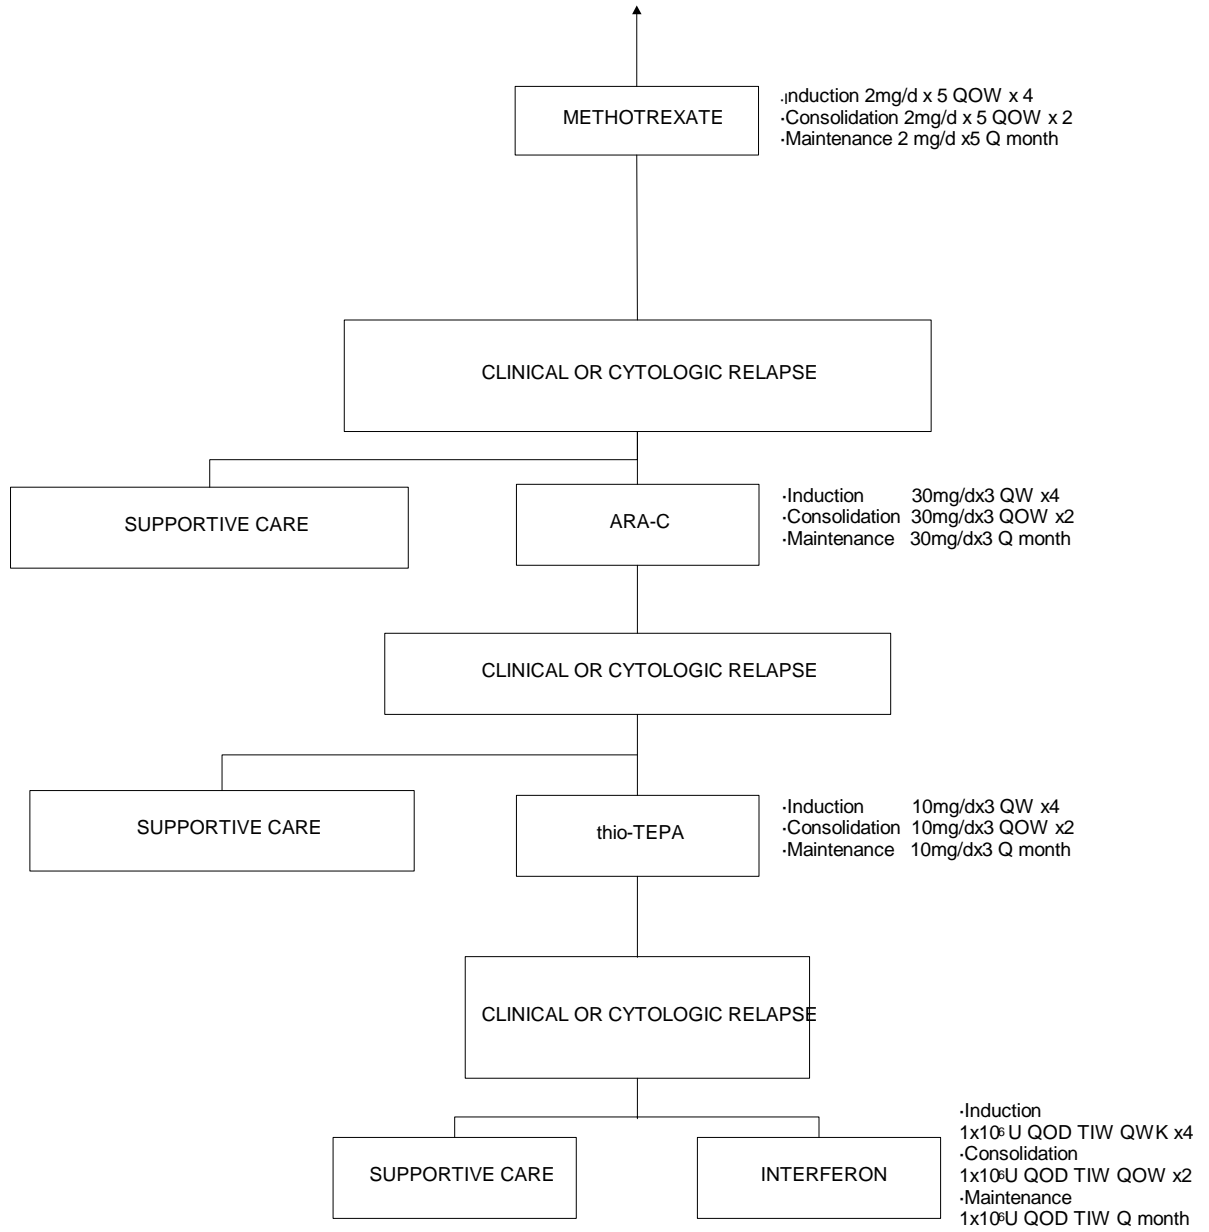 METHOTREXATE
·Induction 2mg/d x 5 QOW x 4
·Consolidation 2mg/d x 5 QOW x 2
·Maintenance 2 mg/d x5 Q month
CLINICAL OR CYTOLOGIC RELAPSE
SUPPORTIVE CARE
ARA-C
·Induction 30mg/dx3 QW x4
·Consolidation 30mg/dx3 QOW x2
·Maintenance 30mg/dx3 Q month
CLINICAL OR CYTOLOGIC RELAPSE
SUPPORTIVE CARE
thio-TEPA
·Induction 10mg/dx3 QW x4
·Consolidation 10mg/dx3 QOW x2
·Maintenance 10mg/dx3 Q month
CLINICAL OR CYTOLOGIC RELAPSE
SUPPORTIVE CARE
INTERFERON
·Induction
1x10⁶ U QOD TIW QWK x4
·Consolidation
1x10⁶U QOD TIW QOW x2
·Maintenance
1x10⁶U QOD TIW Q month